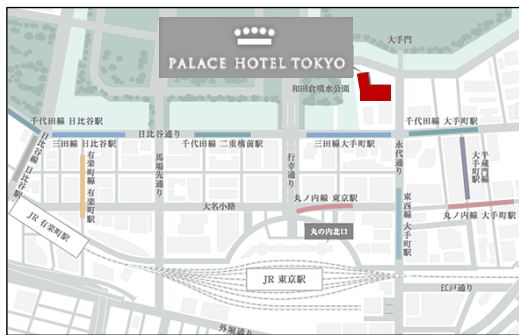 PALACE HOTEL TOKYO
大手門
和田倉噴水公園
千代田線 日比谷駅
日比谷通り
三田線 日比谷駅
千代田線 二重橋前駅
三田線大手町駅
千代田線 大手町駅
日比谷線 日比谷駅
有楽町線 有楽町駅
馬場先通り
行幸通り
永代通り
半蔵門線
大手町駅
大名小路
丸ノ内線 東京駅
東西線 大手町駅
丸ノ内線 大手町駅
JR 有楽町駅
丸の内北口
JR 東京駅
江戸通り
外堀通り